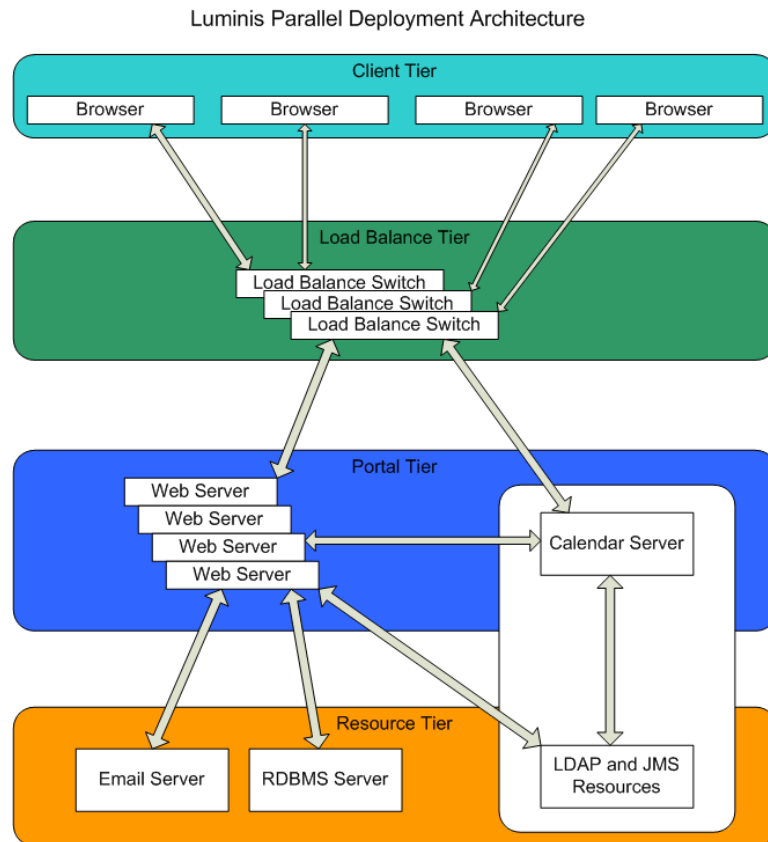 Luminis Parallel Deployment Architecture
Client Tier
Browser
Browser
Browser
Browser
Load Balance Tier
Load Balance Switch
Load Balance Switch
Load Balance Switch
Portal Tier
Web Server
Web Server
Web Server
Web Server
Calendar Server
Resource Tier
Email Server
RDBMS Server
LDAP and JMS
Resources